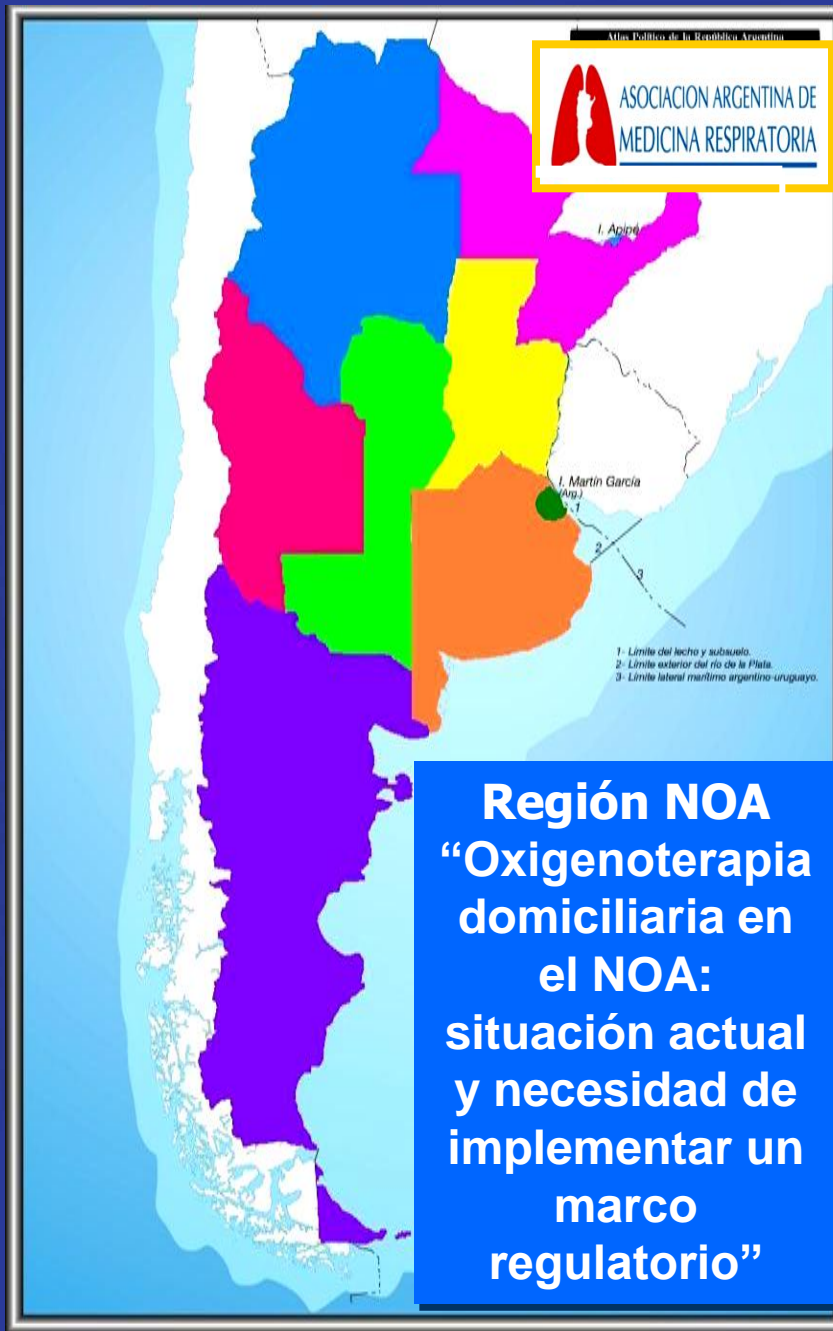 Atlas Político de la República Argentina
ASOCIACION ARGENTINA DE
MEDICINA RESPIRATORIA
I. Apipé
I. Martín García
(Arg.)
1
2
3
1- Límite del lecho y subsuelo.
2- Límite exterior del río de la Plata.
3- Límite lateral marítimo argentino-uruguayo.
Región NOA
“Oxigenoterapia
domiciliaria en
el NOA:
situación actual
y necesidad de
implementar un
marco
regulatorio”